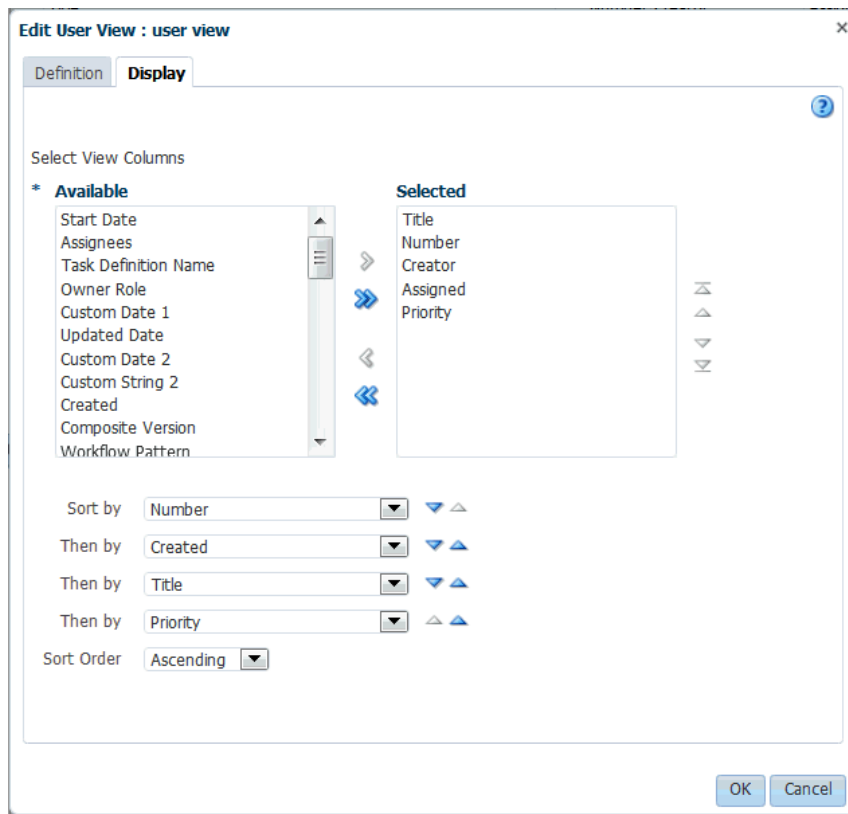 Edit User View : user view
Definition
Display
Select View Columns
* Available
Selected
Start Date
Assignees
Task Definition Name
Owner Role
Custom Date 1
Updated Date
Custom Date 2
Custom String 2
Created
Composite Version
Workflow Pattern
Title
Number
Creator
Assigned
Priority
Sort by Number
Then by Created
Then by Title
Then by Priority
Sort Order Ascending
OK
Cancel